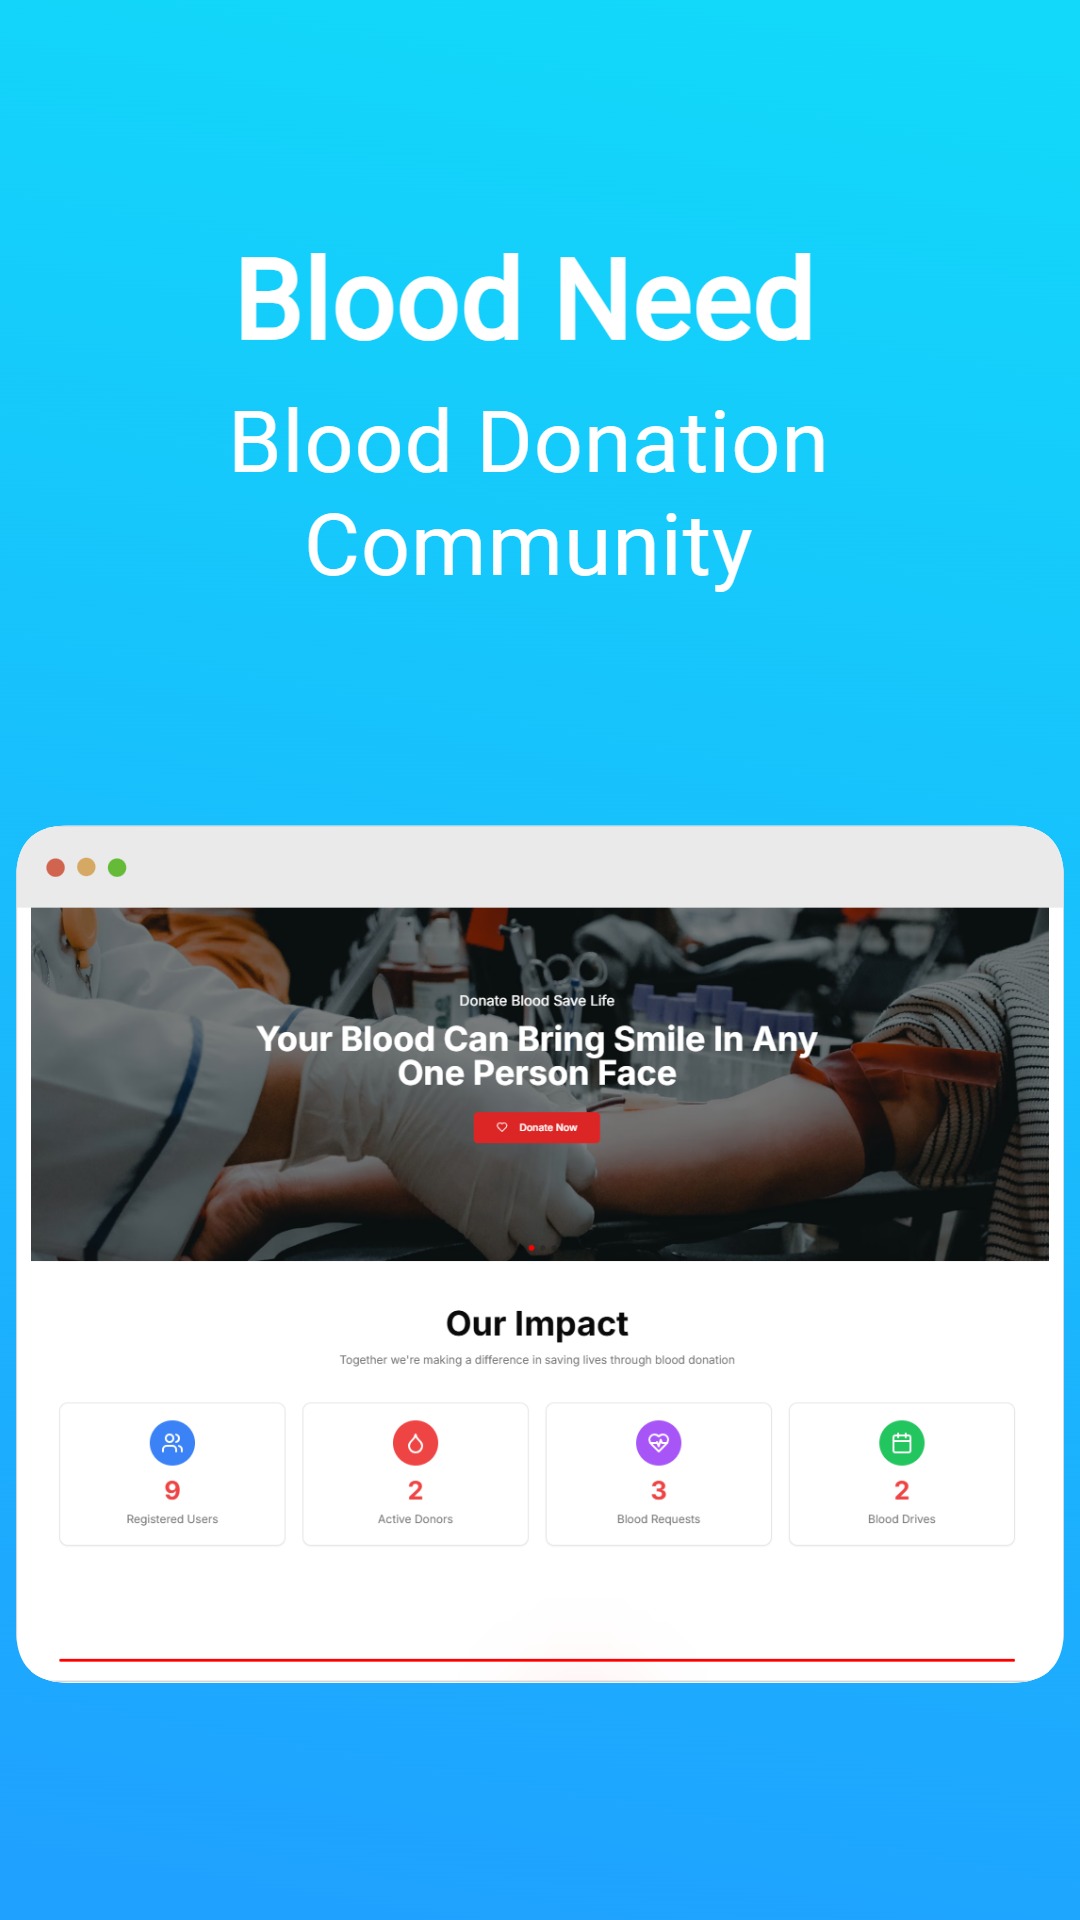 Blood Need
Blood Donation
Community
Donate Blood Save Life
Your Blood Can Bring Smile In Any
One Person Face
Donate Now
Our Impact
Together we're making a difference in saving lives through blood donation
9
Registered Users
2
Active Donors
3
Blood Requests
2
Blood Drives